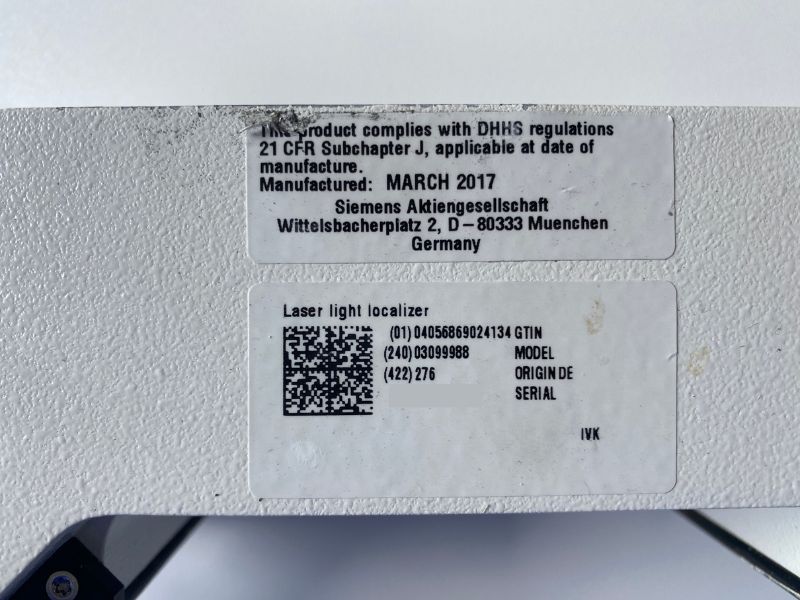 This product complies with DHHS regulations
21 CFR Subchapter J, applicable at date of
manufacture.
Manufactured: MARCH 2017
Siemens Aktiengesellschaft
Wittelsbacherplatz 2, D – 80333 Muenchen
Germany
Laser light localizer
(01) 04056869024134 GTIN
(240) 03099988 MODEL
(422) 276 ORIGIN DE
SERIAL
IVK